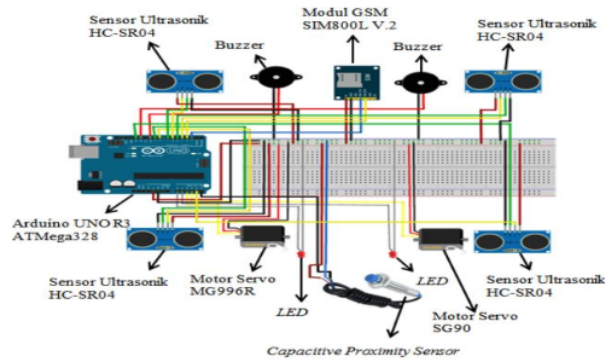 Sensor Ultrasonik
HC-SR04
Buzzer
Modul GSM
SIM800L V.2
Buzzer
Sensor Ultrasonik
HC-SR04
UNO
Arduino UNO R3
ATMega328
Sensor Ultrasonik
HC-SR04
Motor Servo
MG996R
LED
LED
Motor Servo
SG90
Sensor Ultrasonik
HC-SR04
Capacitive Proximity Sensor